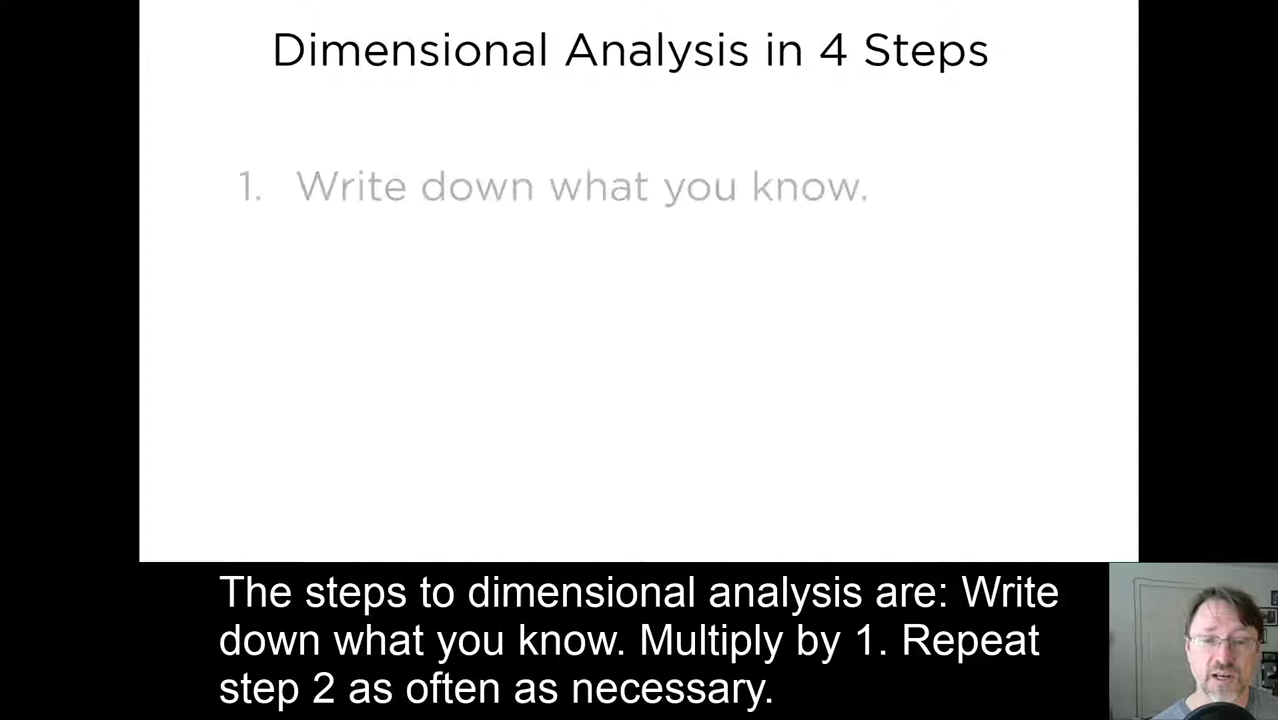 Dimensional Analysis in 4 Steps
1. Write down what you know.
The steps to dimensional analysis are: Write
down what you know. Multiply by 1. Repeat
step 2 as often as necessary.